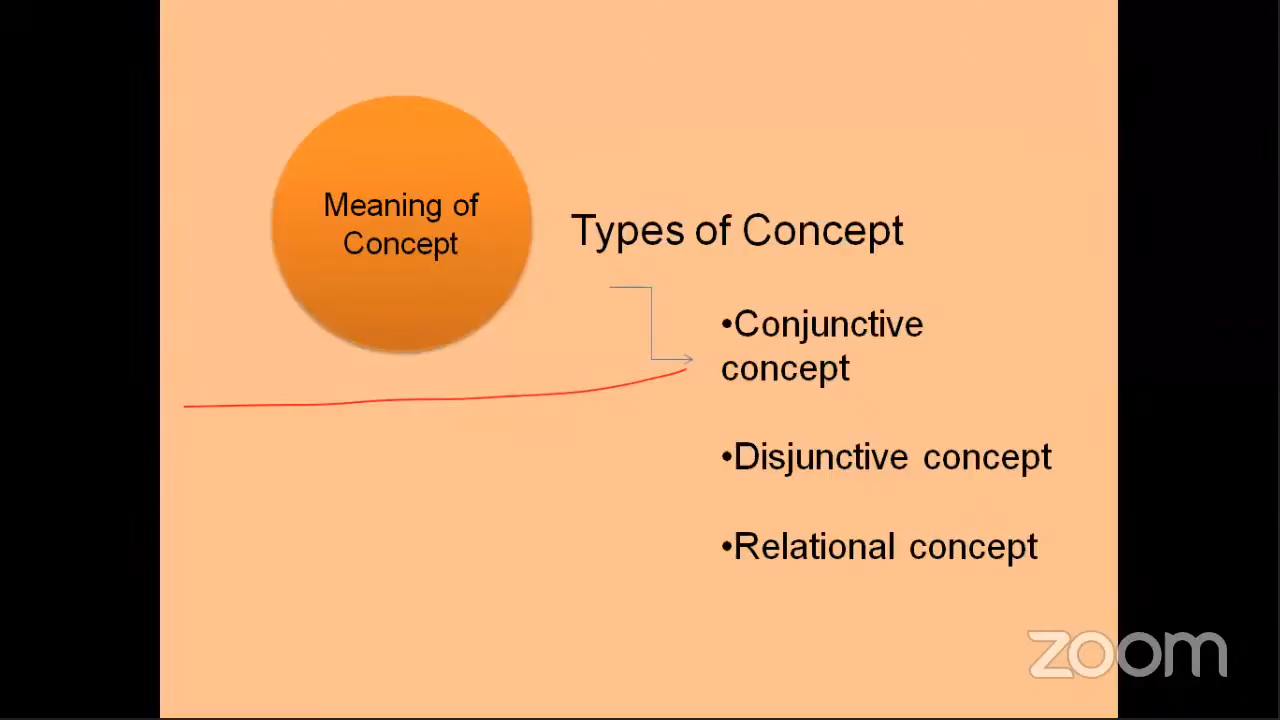 Meaning of
Concept
Types of Concept
•Conjunctive
concept
•Disjunctive concept
•Relational concept
zoom